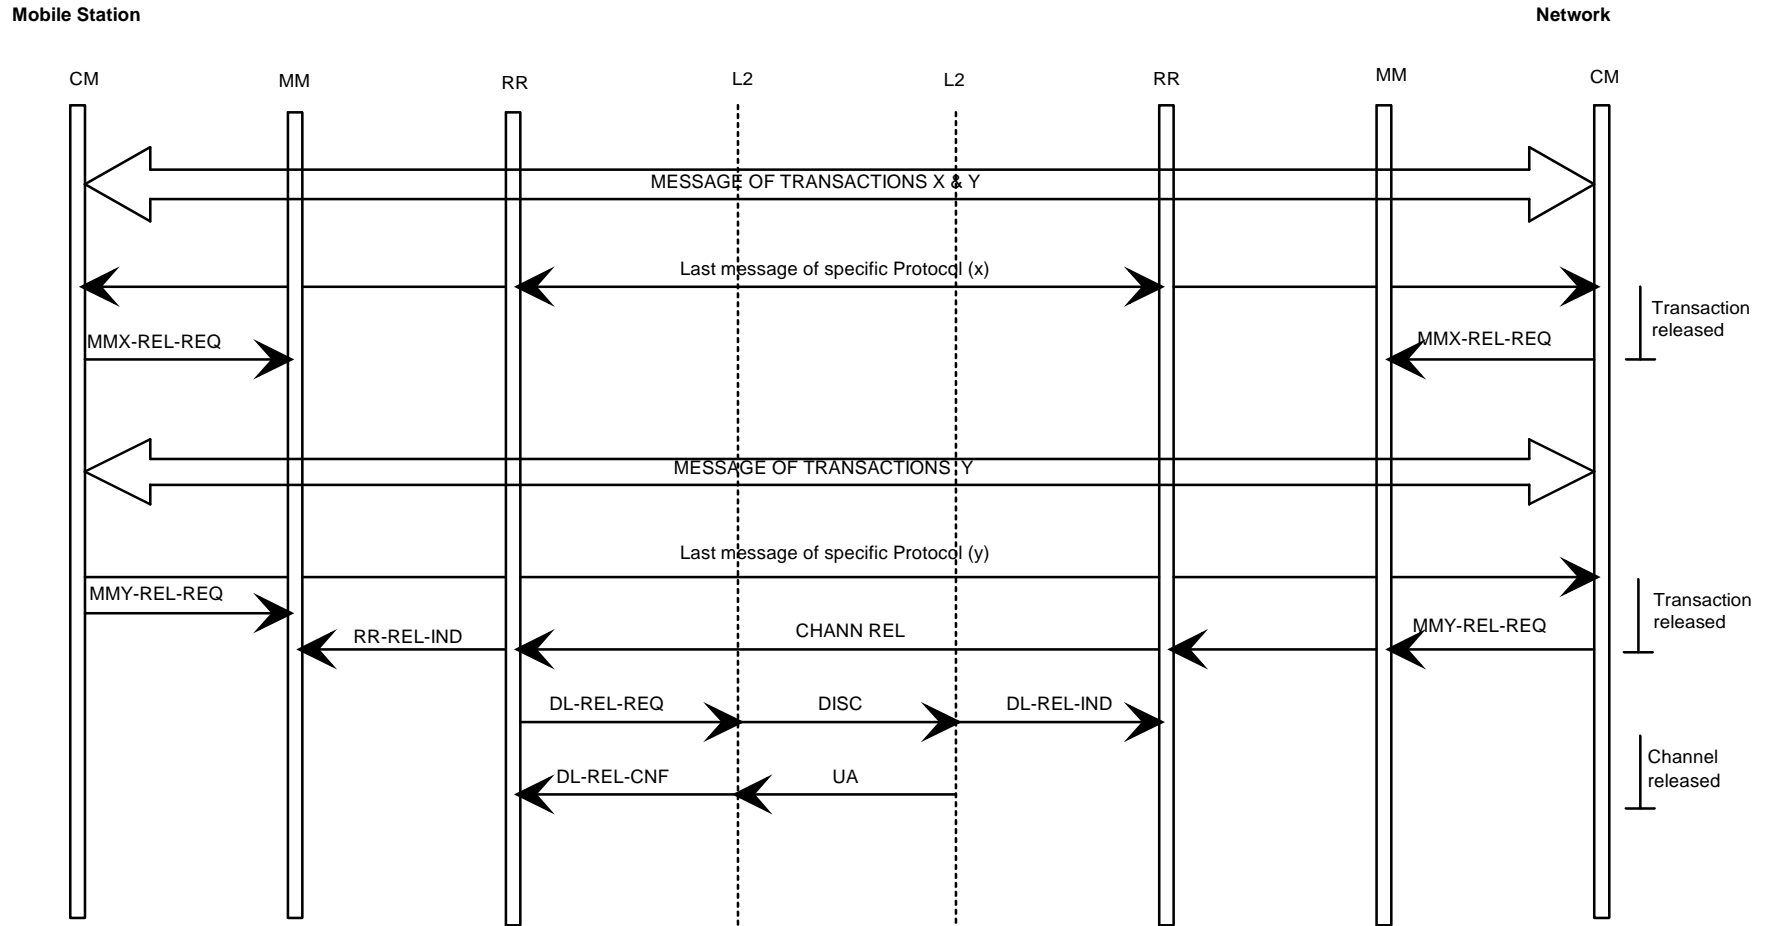 Mobile Station
Network
CM
MM
RR
L2
L2
RR
MM
CM
MESSAGE OF TRANSACTIONS X & Y
Last message of specific Protocol (x)
Transaction
released
MMX-REL-REQ
MMX-REL-REQ
MESSAGE OF TRANSACTIONS Y
Last message of specific Protocol (y)
MMY-REL-REQ
Transaction
released
RR-REL-IND
CHANN REL
MMY-REL-REQ
DL-REL-REQ
DISC
DL-REL-IND
Channel
released
DL-REL-CNF
UA